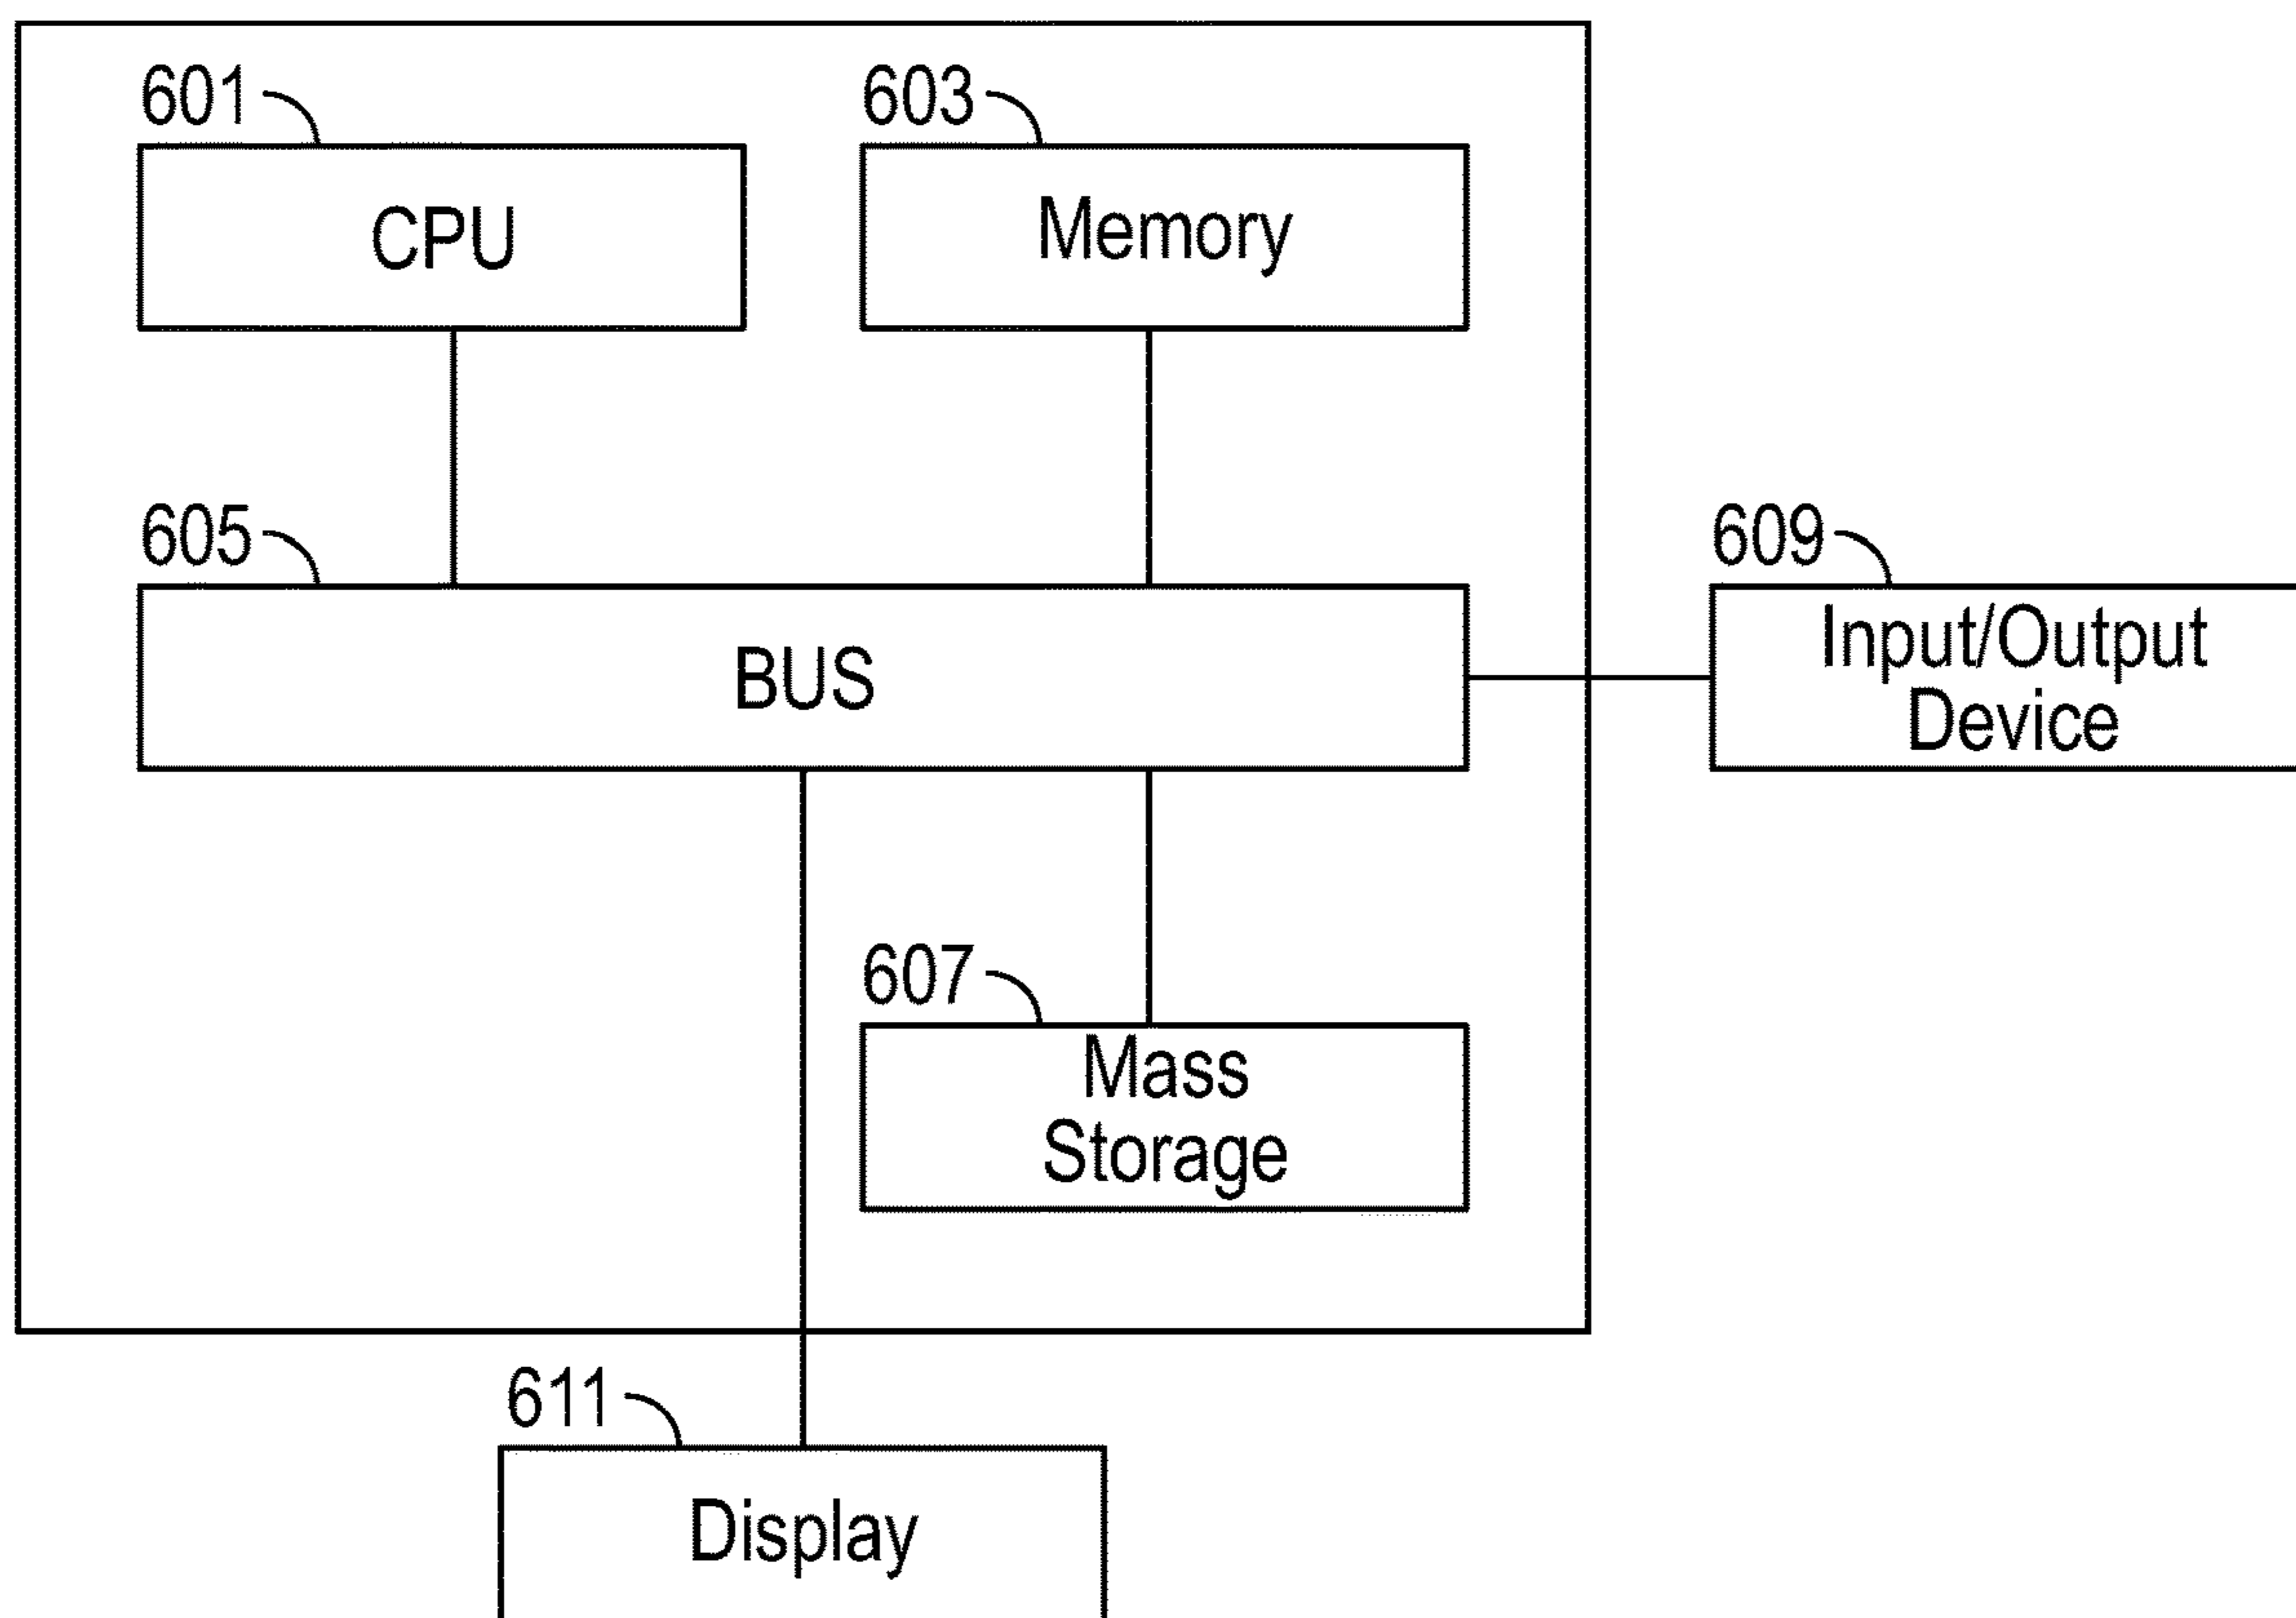 601
603
CPU
Memory
605
609
BUS
Input/Output
Device
607
Mass
Storage
611
Display